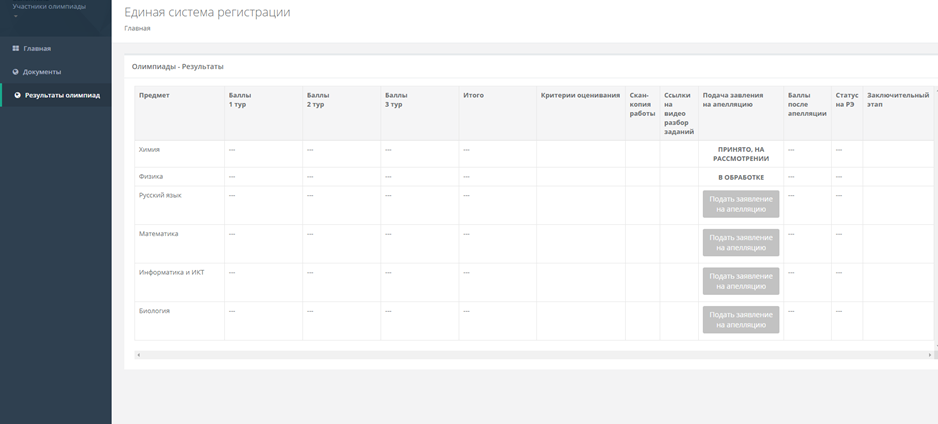 Участники олимпиады
Единая система регистрации
Главная
Главная
Документы
Результаты олимпиад
Олимпиады - Результаты
Предмет
Баллы
1 тур
Баллы
2 тур
Баллы
3 тур
Итого
Критерии оценивания
Скан-
копия
работы
Ссылки
на
видео
разбор
заданий
Подача завления
на апелляцию
Баллы
после
апелляции
Статус
на РЭ
Заключительный
этап
Химия
---
---
---
---
ПРИНЯТО, НА
РАССМОТРЕНИИ
---
---
Физика
---
---
---
---
В ОБРАБОТКЕ
---
---
Русский язык
---
---
---
---
Подать заявление
на апелляцию
---
---
Математика
---
---
---
---
Подать заявление
на апелляцию
---
---
Информатика и ИКТ
---
---
---
---
Подать заявление
на апелляцию
---
---
Биология
---
---
---
---
Подать заявление
на апелляцию
---
---